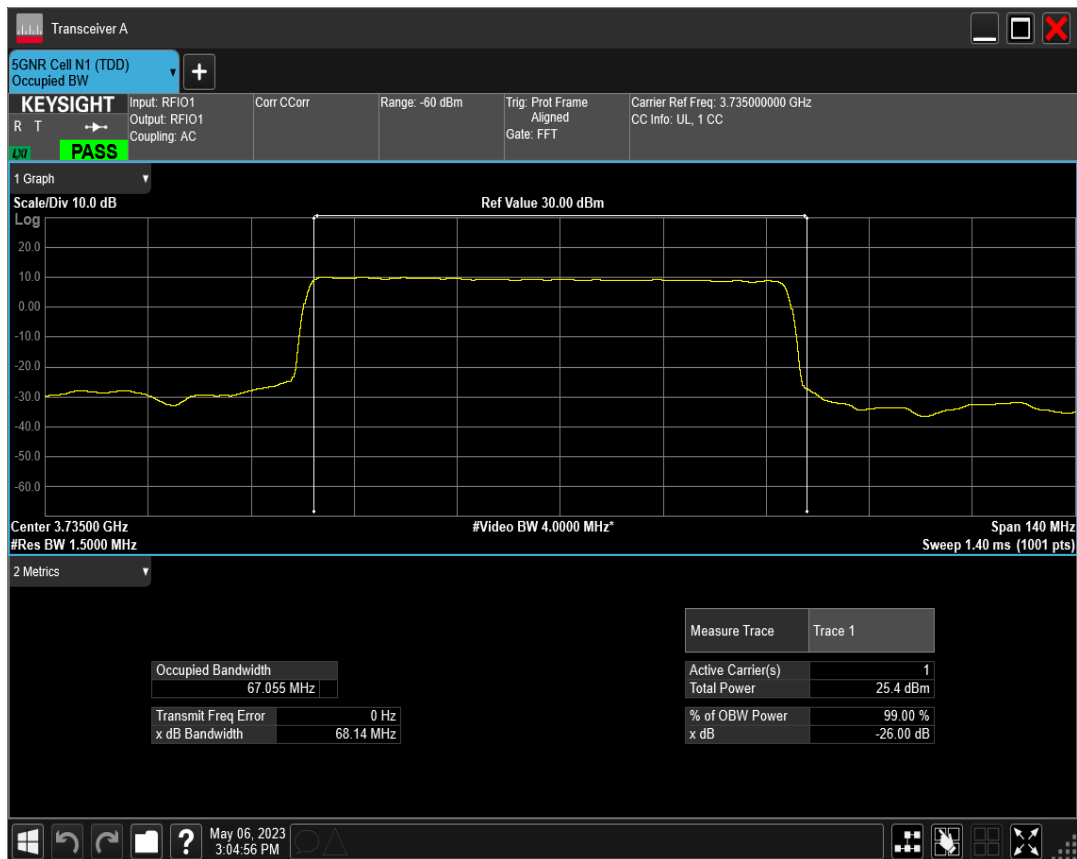 Transceiver A
5GNR Cell N1 (TDD)
Occupied BW
KEYSIGHT
R T
LXI
PASS
Input: RFIO1
Output: RFIO1
Coupling: AC
Corr CCorr
Range: -60 dBm
Trig: Prot Frame
Aligned
Gate: FFT
Carrier Ref Freq: 3.735000000 GHz
CC Info: UL, 1 CC
1 Graph
Scale/Div 10.0 dB
Ref Value 30.00 dBm
Log
20.0
10.0
0.00
-10.0
-20.0
-30.0
-40.0
-50.0
-60.0
Center 3.73500 GHz
#Video BW 4.0000 MHz*
Span 140 MHz
#Res BW 1.5000 MHz
Sweep 1.40 ms (1001 pts)
2 Metrics
Measure Trace Trace 1
Occupied Bandwidth
67.055 MHz
Active Carrier(s) 1
Total Power 25.4 dBm
Transmit Freq Error 0 Hz
x dB Bandwidth 68.14 MHz
% of OBW Power 99.00 %
x dB -26.00 dB
?
May 06, 2023
3:04:56 PM